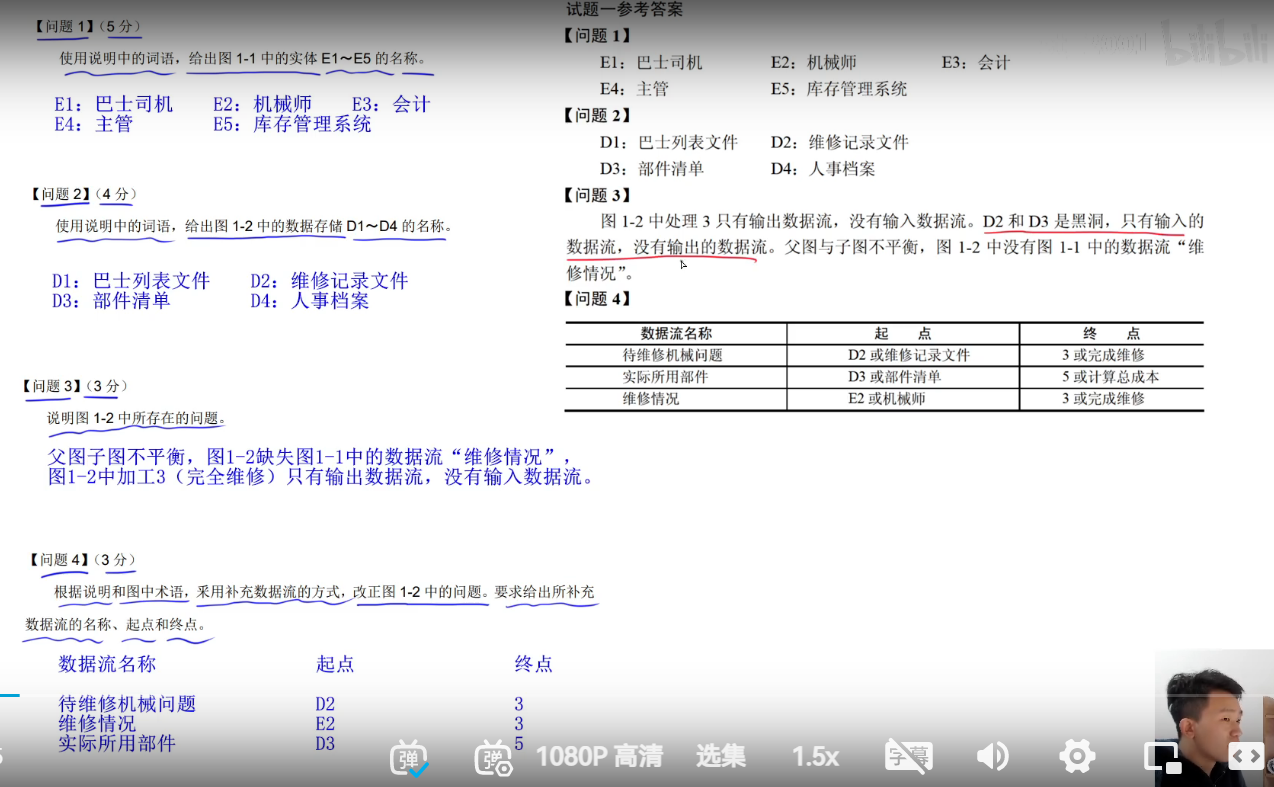 【问题 1】（5 分）
使用说明中的词语，给出图 1-1 中的实体 E1～E5 的名称。
E1：巴士司机 E2：机械师 E3：会计
E4：主管 E5：库存管理系统
【问题 2】（4 分）
使用说明中的词语，给出图 1-2 中的数据存储 D1～D4 的名称。
D1：巴士列表文件 D2：维修记录文件
D3：部件清单 D4：人事档案
【问题 3】（3 分）
说明图 1-2 中所存在的问题。
父图子图不平衡，图1-2缺失图1-1中的数据流“维修情况”，
图1-2中加工3（完全维修）只有输出数据流，没有输入数据流。
【问题 4】（3 分）
根据说明和图中术语，采用补充数据流的方式，改正图 1-2 中的问题。要求给出所补充
数据流的名称、起点和终点。
数据流名称 起点 终点
待维修机械问题 D2 3
维修情况 E2 3
实际所用部件 D3 5
试题一参考答案
【问题 1】
E1：巴士司机 E2：机械师 E3：会计
E4：主管 E5：库存管理系统
【问题 2】
D1：巴士列表文件 D2：维修记录文件
D3：部件清单 D4：人事档案
【问题 3】
图 1-2 中处理 3 只有输出数据流，没有输入数据流。D2 和 D3 是黑洞，只有输入的
数据流，没有输出的数据流。父图与子图不平衡，图 1-2 中没有图 1-1 中的数据流“维
修情况”。
【问题 4】
数据流名称 起 点 终 点
待维修机械问题 D2 或维修记录文件 3 或完成维修
实际所用部件 D3 或部件清单 5 或计算总成本
维修情况 E2 或机械师 3 或完成维修
bilibili
弹 弹 1080P 高清 选集 1.5x 字幕